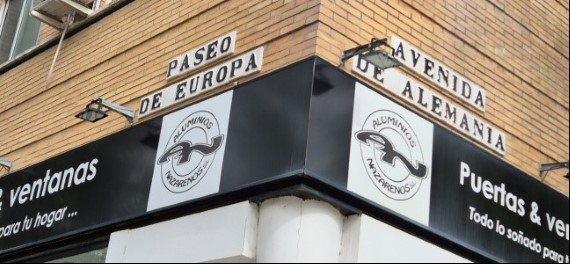 PASEO
DE EUROPA
AVENIDA
DE ALEMANIA
ALUMINIOS
NAZARENOS S.L.
& ventanas
para tu hogar ...
ALUMINIOS
NAZARENOS S.L.
Puertas & ve
Todo lo soñado para t